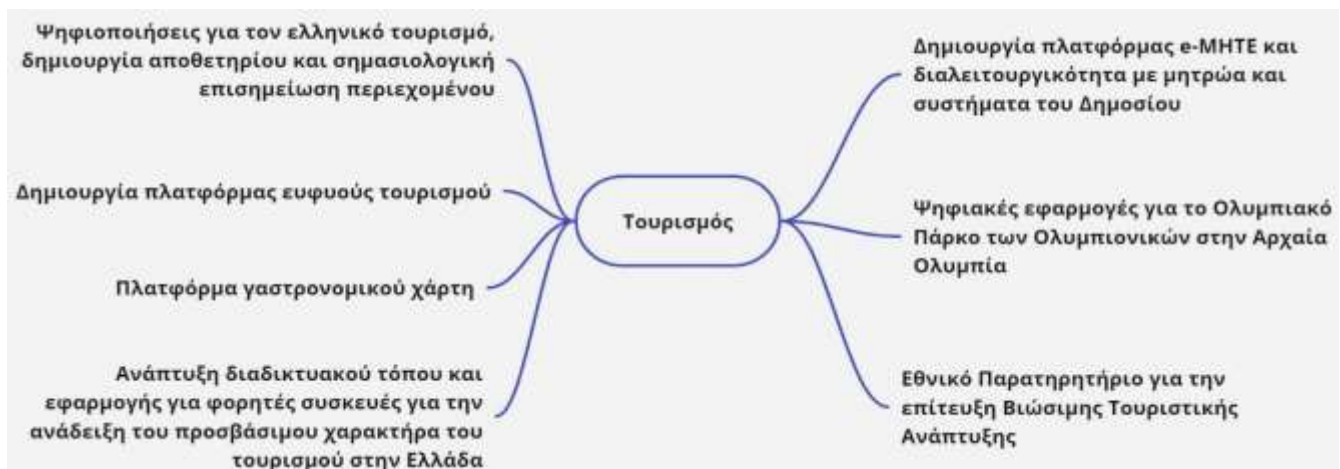 Ψηφιοποιήσεις για τον ελληνικό τουρισμό,
δημιουργία αποθετηρίου και σημασιολογική
επισημείωση περιεχομένου
Δημιουργία πλατφόρμας ευφυούς τουρισμού
Πλατφόρμα γαστρονομικού χάρτη
Ανάπτυξη διαδικτυακού τόπου και
εφαρμογής για φορητές συσκευές για την
ανάδειξη του προσβάσιμου χαρακτήρα του
τουρισμού στην Ελλάδα
Τουρισμός
Δημιουργία πλατφόρμας e-MHTE και
διαλειτουργικότητα με μητρώα και
συστήματα του Δημοσίου
Ψηφιακές εφαρμογές για το Ολυμπιακό
Πάρκο των Ολυμπιονικών στην Αρχαία
Ολυμπία
Εθνικό Παρατηρητήριο για την
επίτευξη Βιώσιμης Τουριστικής
Ανάπτυξης